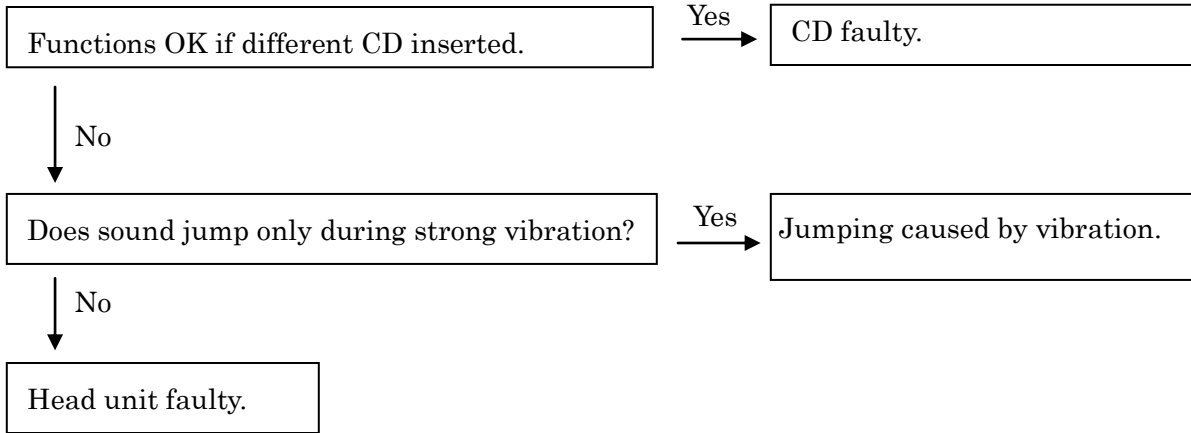 Functions OK if different CD inserted.
Yes
CD faulty.
No
Does sound jump only during strong vibration?
Yes
Jumping caused by vibration.
No
Head unit faulty.